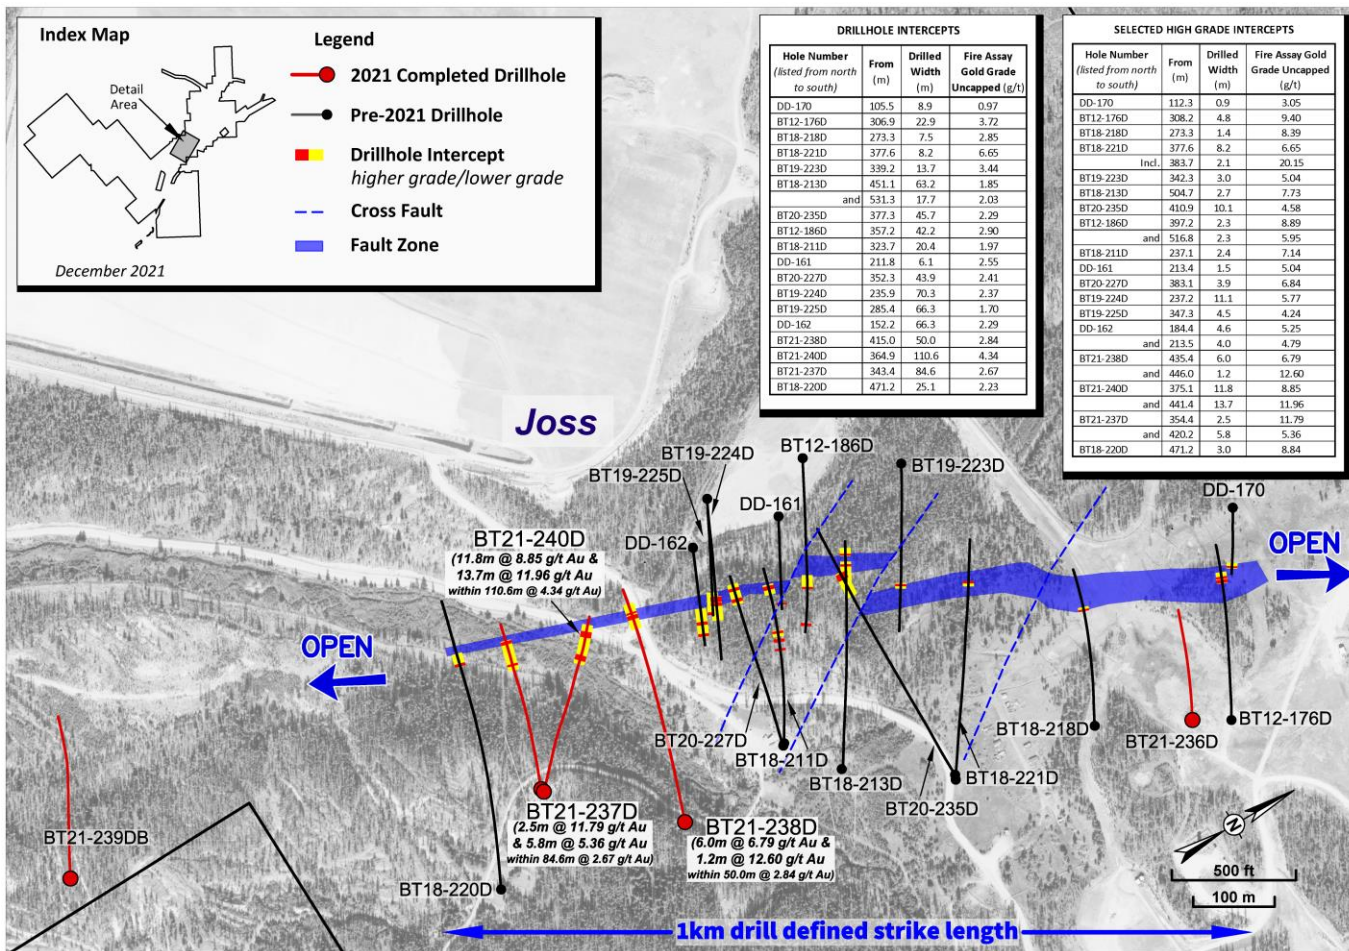 Index Map
Detail
Area
December 2021
Legend
2021 Completed Drillhole
Pre-2021 Drillhole
Drillhole Intercept
higher grade/lower grade
Cross Fault
Fault Zone
DRILLHOLE INTERCEPTS
Hole Number (listed from north to south) From (m) Drilled Width (m) Fire Assay Gold Grade Uncapped (g/t)
DD-170 105.5 8.9 0.97
BT12-176D 306.9 22.9 3.72
BT18-218D 273.3 7.5 2.85
BT18-221D 377.6 8.2 6.65
BT19-223D 339.2 13.7 3.44
BT18-213D 451.1 63.2 1.85
and 531.3 17.7 2.03
BT20-235D 377.3 45.7 2.29
BT12-186D 357.2 42.2 2.90
BT18-211D 323.7 20.4 1.97
DD-161 211.8 6.1 2.55
BT20-227D 352.3 43.9 2.41
BT19-224D 235.9 70.3 2.37
BT19-225D 285.4 66.3 1.70
DD-162 152.2 66.3 2.29
BT21-238D 415.0 50.0 2.84
BT21-240D 364.9 110.6 4.34
BT21-237D 343.4 84.6 2.67
BT18-220D 471.2 25.1 2.23
SELECTED HIGH GRADE INTERCEPTS
Hole Number (listed from north to south) From (m) Drilled Width (m) Fire Assay Gold Grade Uncapped (g/t)
DD-170 112.3 0.9 3.05
BT12-176D 308.2 4.8 9.40
BT18-218D 273.3 1.4 8.39
BT18-221D 377.6 8.2 6.65
Incl. 383.7 2.1 20.15
BT19-223D 342.3 3.0 5.04
BT18-213D 504.7 2.7 7.73
BT20-235D 410.9 10.1 4.58
BT12-186D 397.2 2.3 8.89
and 516.8 2.3 5.95
BT18-211D 237.1 2.4 7.14
DD-161 213.4 1.5 5.04
BT20-227D 383.1 3.9 6.84
BT19-224D 237.2 11.1 5.77
BT19-225D 347.3 4.5 4.24
DD-162 184.4 4.6 5.25
and 213.5 4.0 4.79
BT21-238D 435.4 6.0 6.79
and 446.0 1.2 12.60
BT21-240D 375.1 11.8 8.85
and 441.4 13.7 11.96
BT21-237D 354.4 2.5 11.79
and 420.2 5.8 5.36
BT18-220D 471.2 3.0 8.84
Joss
BT19-224D
BT19-225D
BT12-186D
BT19-223D
DD-161
DD-170
DD-162
BT21-240D
(11.8m @ 8.85 g/t Au &
13.7m @ 11.96 g/t Au
within 110.6m @ 4.34 g/t Au)
OPEN
OPEN
BT20-227D
BT18-211D
BT18-213D
BT20-235D
BT18-221D
BT18-218D
BT21-236D
BT12-176D
BT21-237D
(2.5m @ 11.79 g/t Au
& 5.8m @ 5.36 g/t Au
within 84.6m @ 2.67 g/t Au)
BT21-238D
(6.0m @ 6.79 g/t Au &
1.2m @ 12.60 g/t Au
within 50.0m @ 2.84 g/t Au)
BT21-239DB
BT18-220D
N
500 ft
100 m
1km drill defined strike length